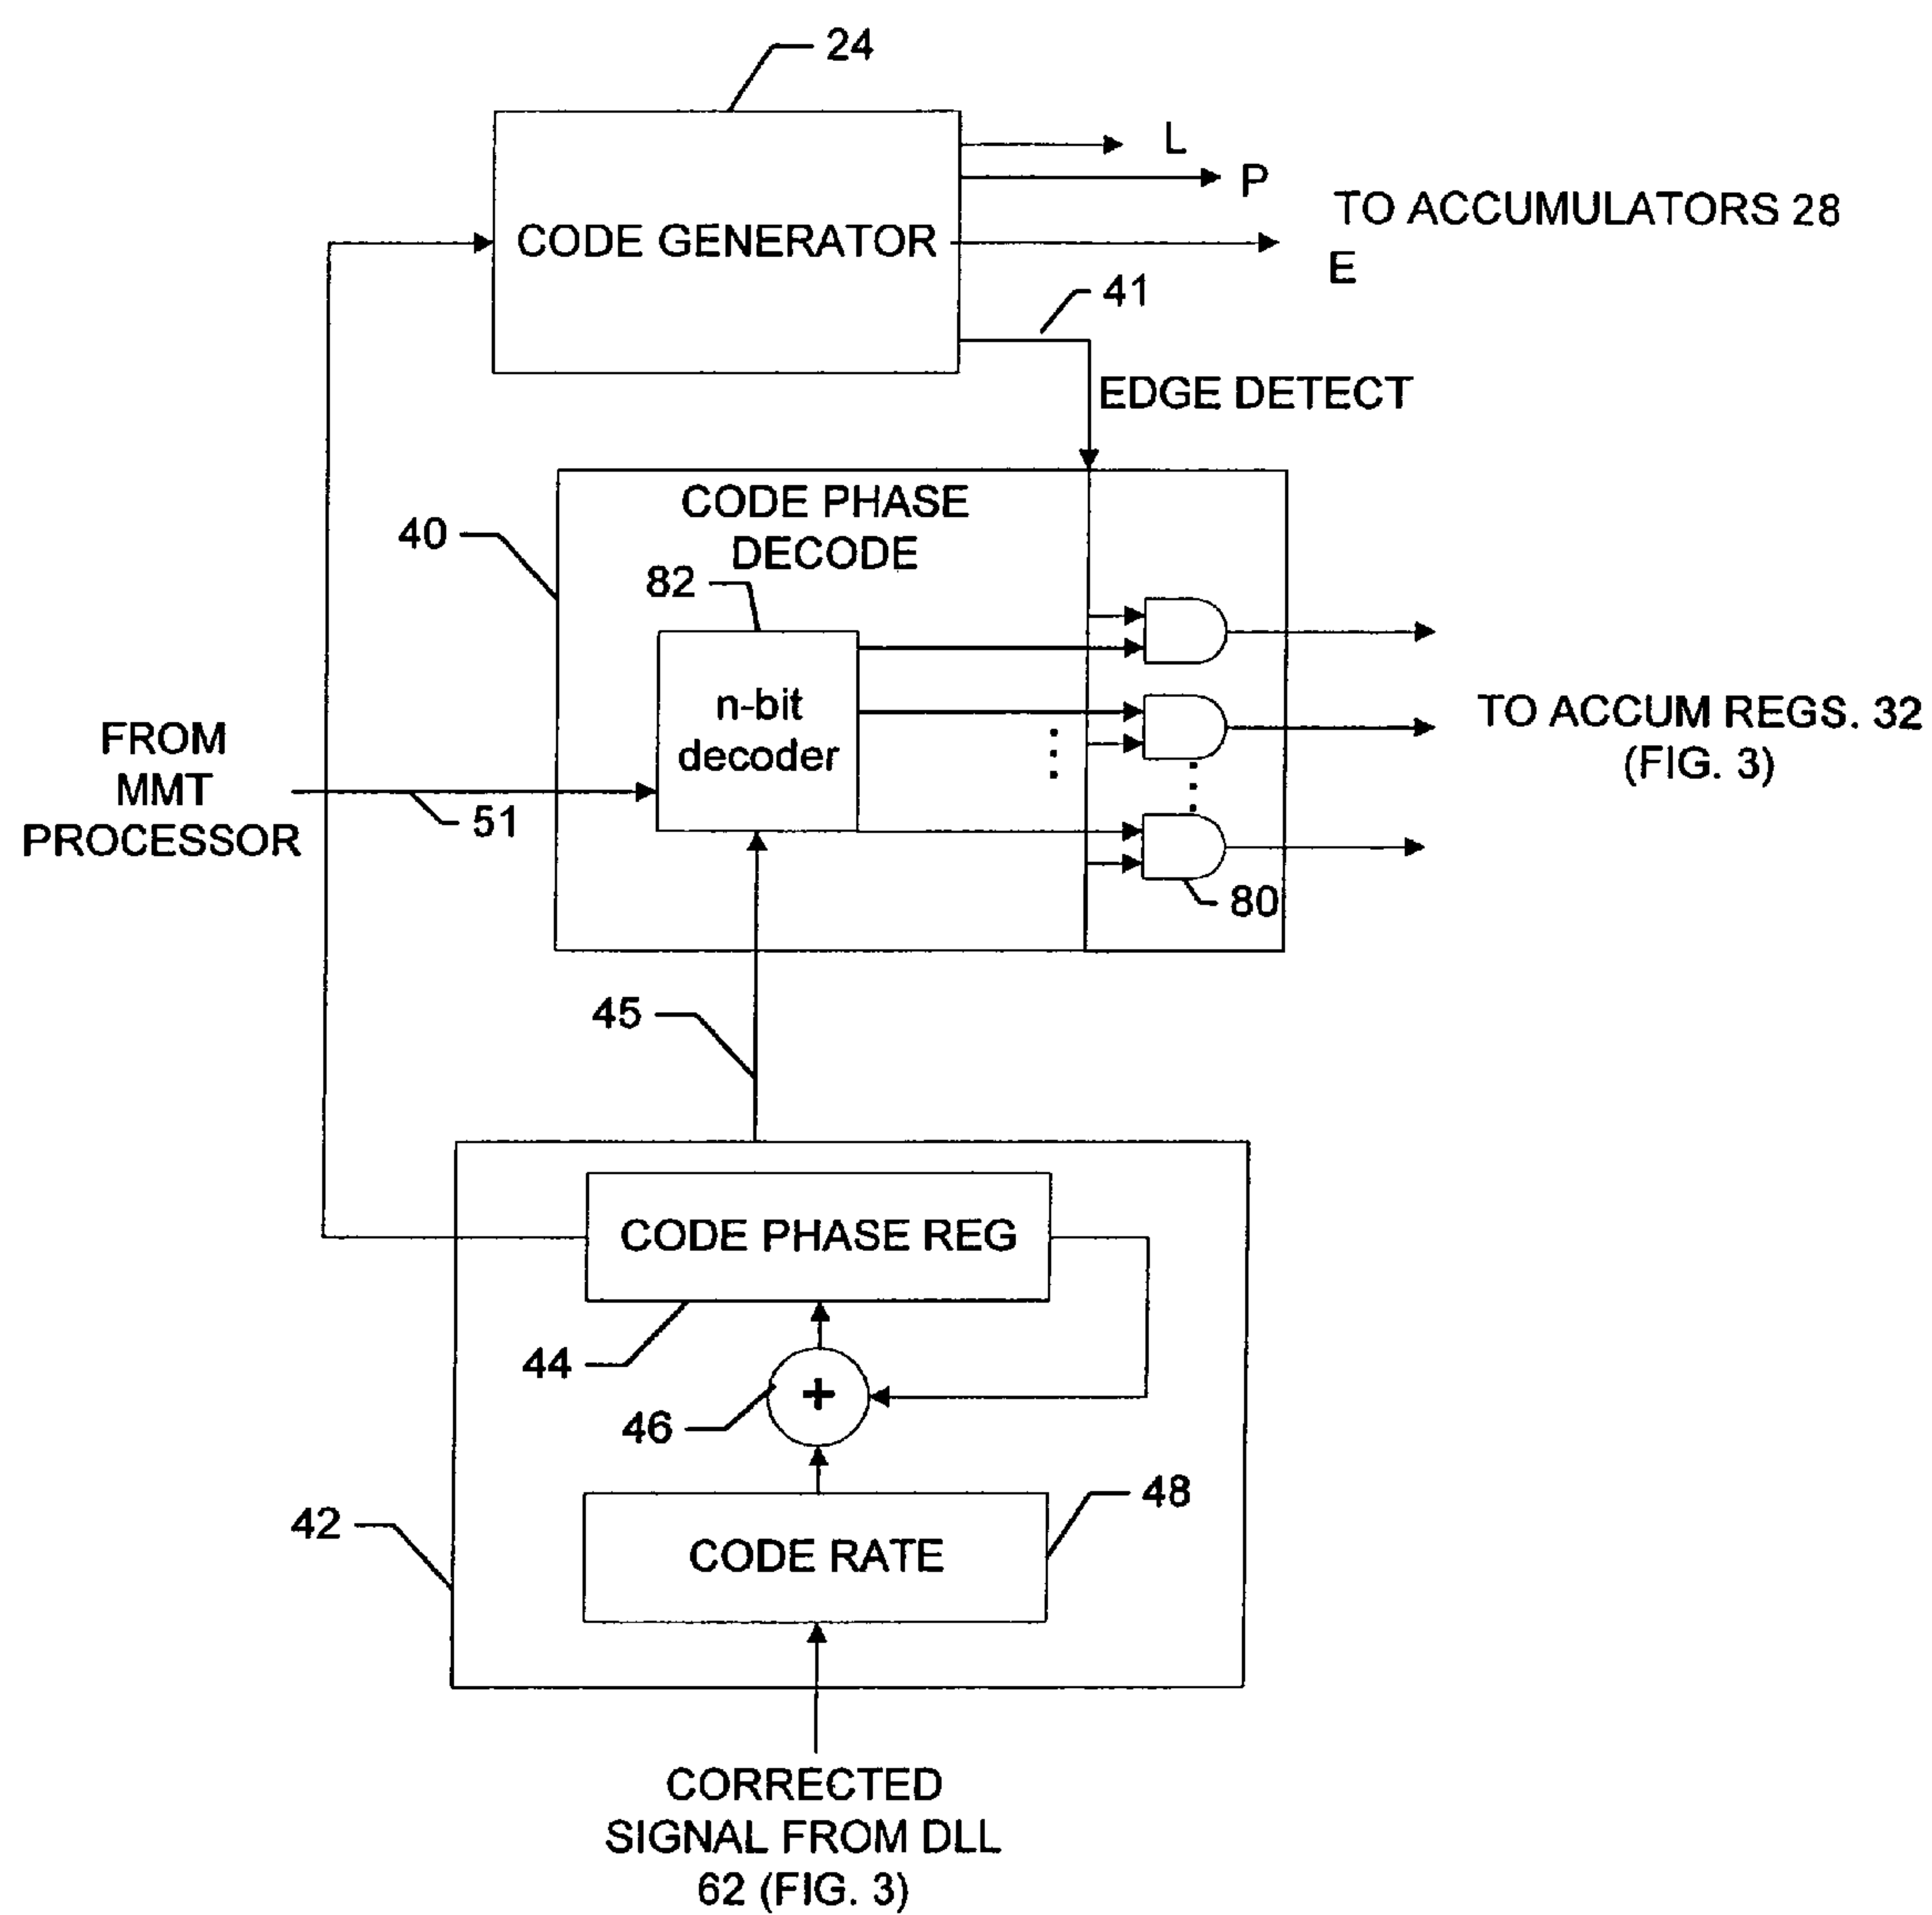 24
L
P
TO ACCUMULATORS 28
CODE GENERATOR
E
41
EDGE DETECT
CODE PHASE
DECODE
40
82
n-bit
decoder
TO ACCUM REGS. 32
(FIG. 3)
FROM
MMT
PROCESSOR
51
80
45
CODE PHASE REG
44
+
46
48
42
CODE RATE
CORRECTED
SIGNAL FROM DLL
62 (FIG. 3)